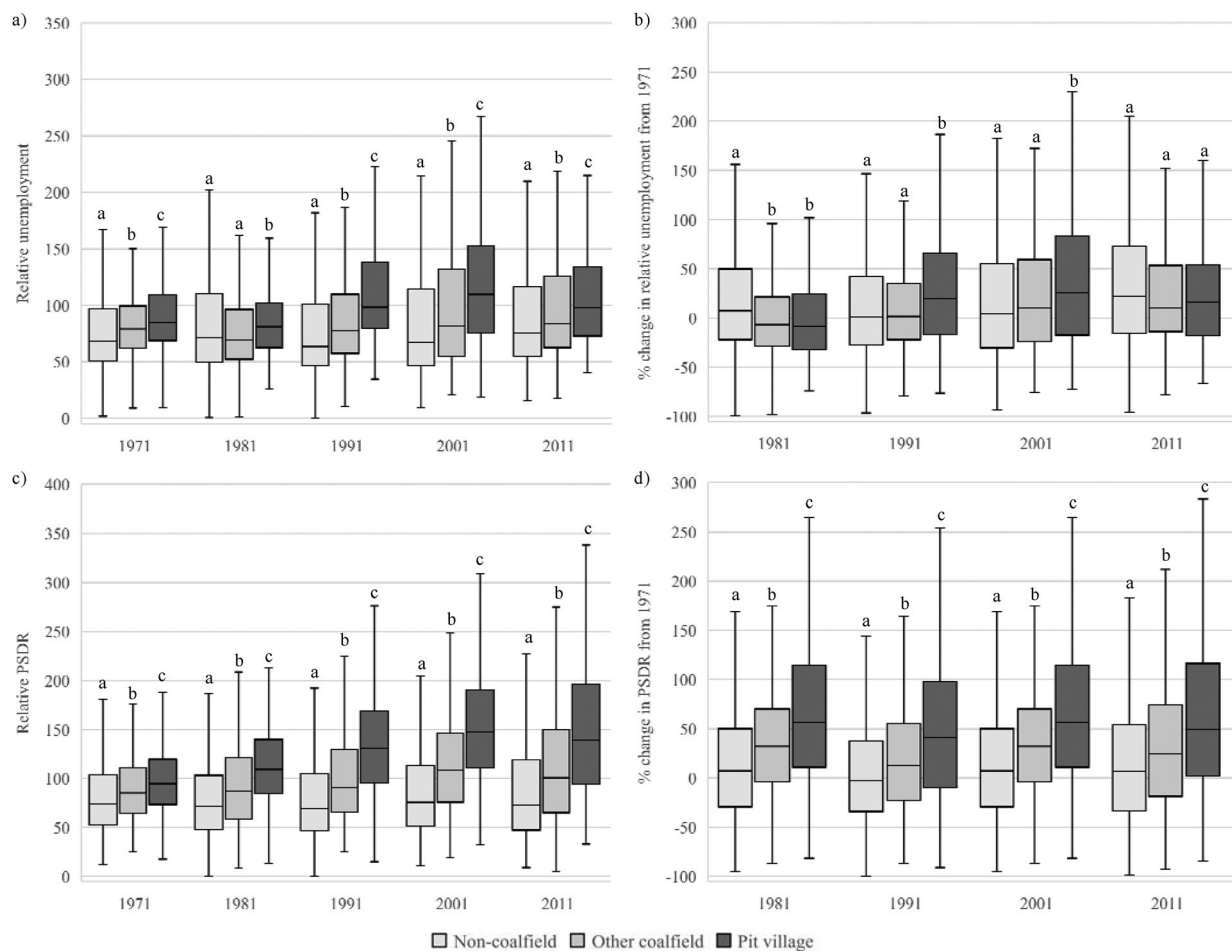 a)
Relative unemployment
350
300
250
200
150
100
50
0
a b c
a a b
a b c
a b c
a b c
1971 1981 1991 2001 2011
b)
% change in relative unemployment from 1971
300
250
200
150
100
50
0
-50
-100
a b b
a a b
a a b
a a a
1981 1991 2001 2011
c)
Relative PSDR
400
350
300
250
200
150
100
50
0
a b c
a b c
a b c
a b c
a b c
1971 1981 1991 2001 2011
d)
% change in PSDR from 1971
300
250
200
150
100
50
0
-50
-100
a b c
a b c
a b c
a b c
1981 1991 2001 2011
Non-coalfield Other coalfield Pit village